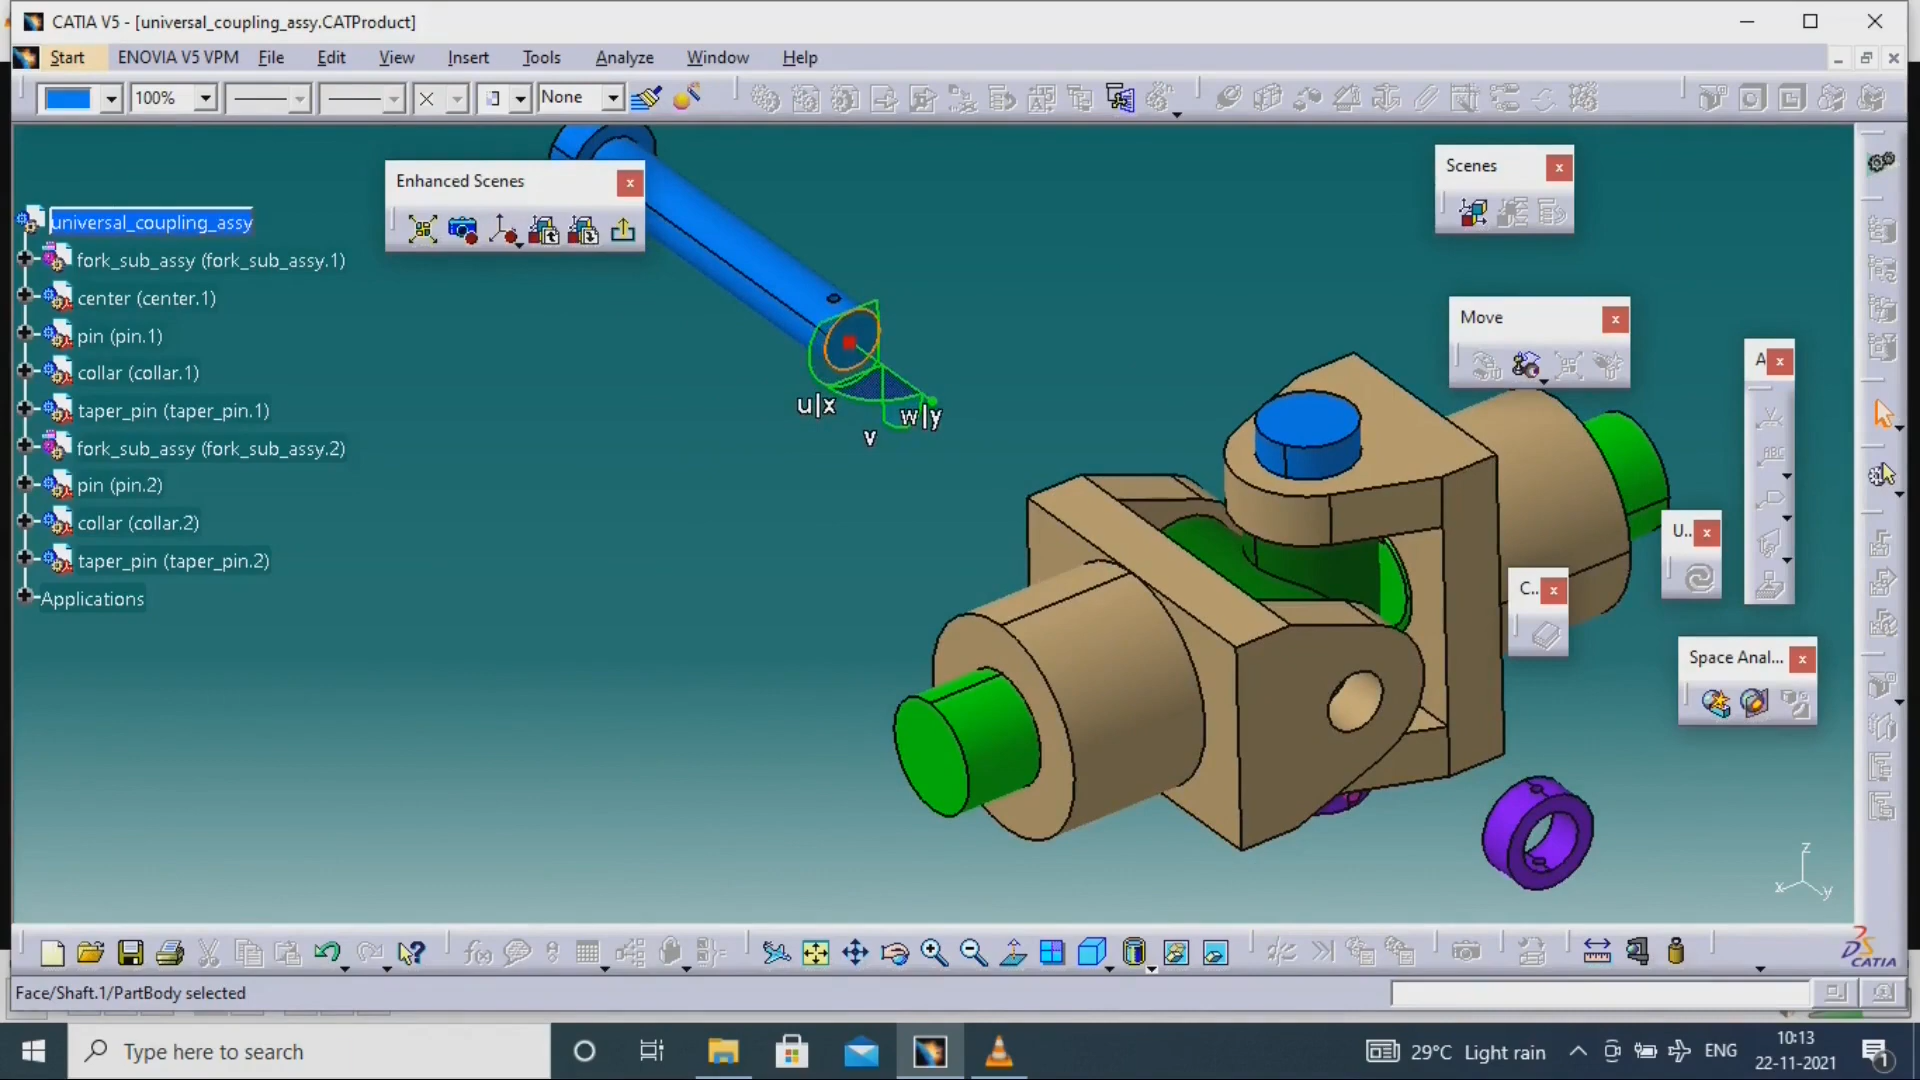 CATIA V5 - [universal_coupling_assy.CATProduct]
Start ENOVIA V5 VPM File Edit View Insert Tools Analyze Window Help
100% None
Enhanced Scenes
Scenes
universal_coupling_assy
fork_sub_assy (fork_sub_assy.1)
center (center.1)
pin (pin.1)
collar (collar.1)
taper_pin (taper_pin.1)
fork_sub_assy (fork_sub_assy.2)
pin (pin.2)
collar (collar.2)
taper_pin (taper_pin.2)
Applications
Move
A
ABC
u|x
w|y
v
U..
C..
Space Anal...
z
x
y
f(x)
CATIA
Face/Shaft.1/PartBody selected
Type here to search
29°C Light rain
ENG
10:13
22-11-2021
1